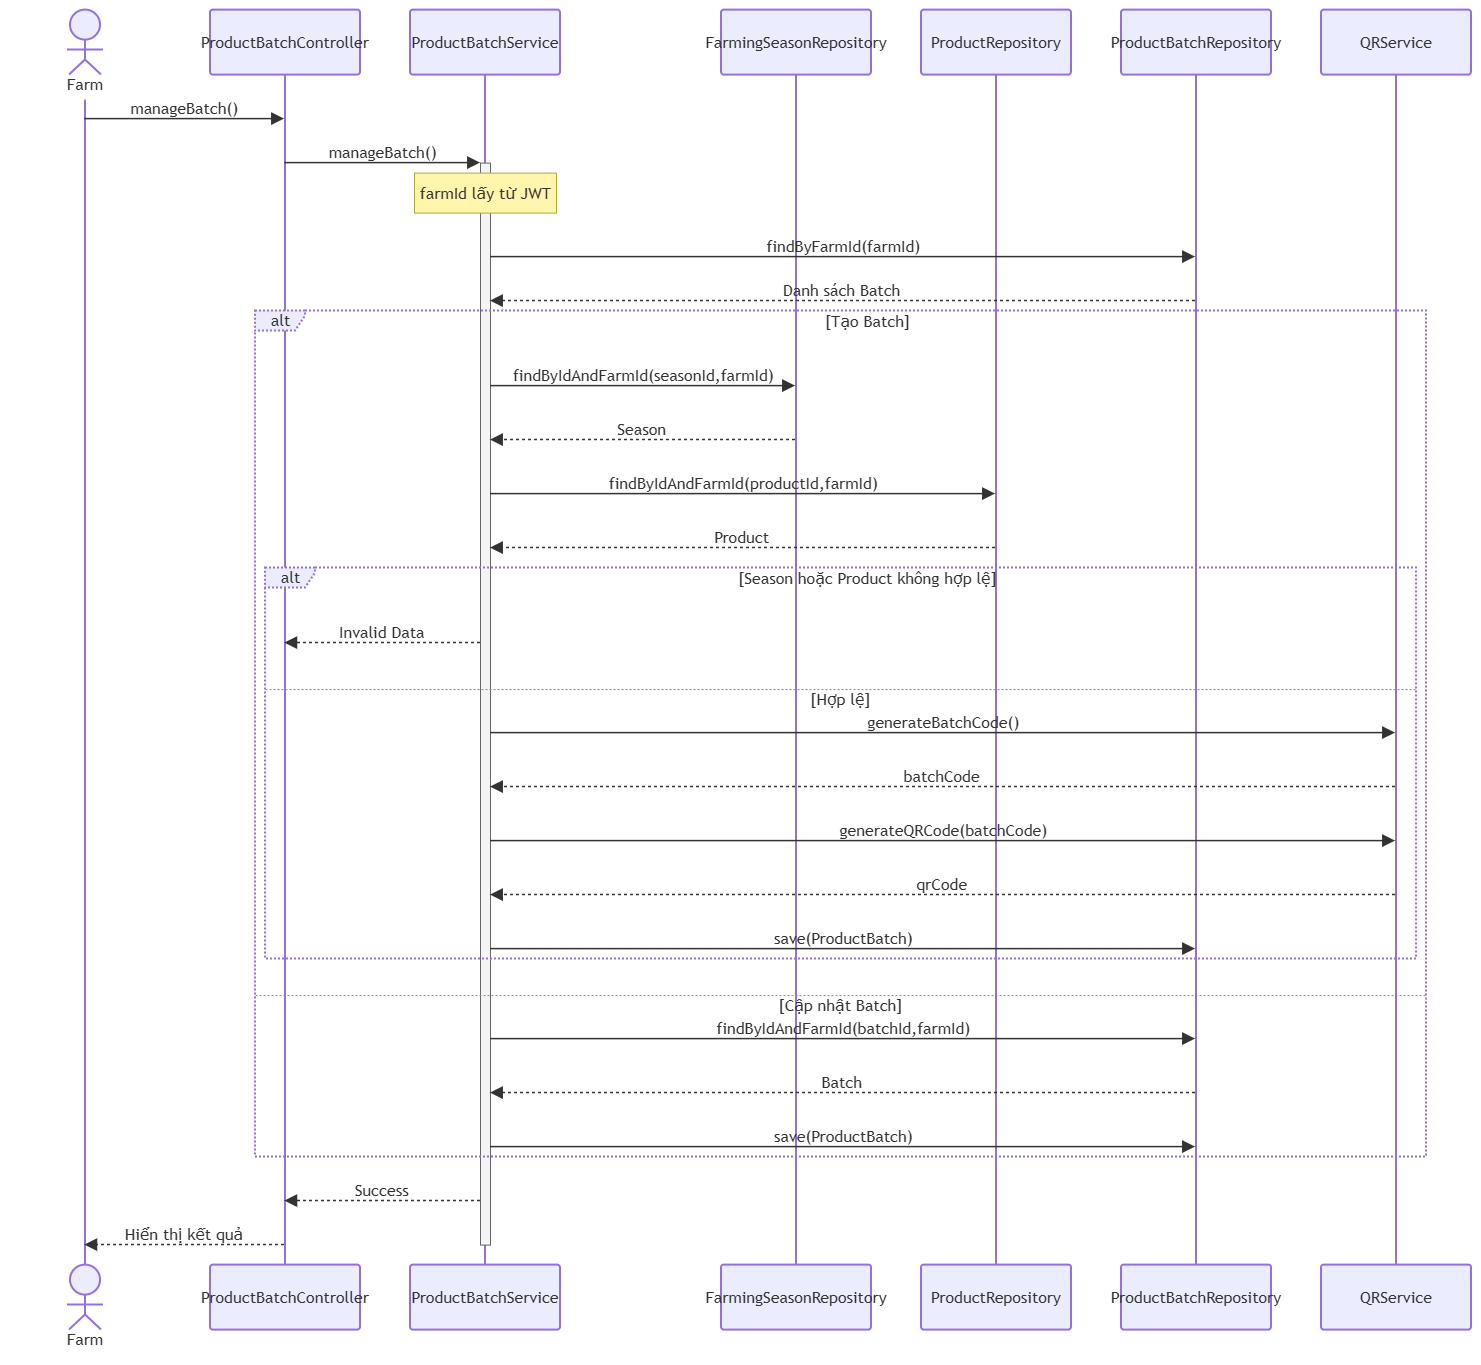 Farm
ProductBatchController
ProductBatchService
FarmingSeasonRepository
ProductRepository
ProductBatchRepository
QRService
manageBatch()
manageBatch()
farmId lấy từ JWT
findByFarmId(farmId)
Danh sách Batch
alt
[Tạo Batch]
findByIdAndFarmId(seasonId,farmId)
Season
findByIdAndFarmId(productId,farmId)
Product
alt
[Season hoặc Product không hợp lệ]
Invalid Data
[Hợp lệ]
generateBatchCode()
batchCode
generateQRCode(batchCode)
qrCode
save(ProductBatch)
[Cập nhật Batch]
findByIdAndFarmId(batchId,farmId)
Batch
save(ProductBatch)
Success
Hiển thị kết quả
Farm
ProductBatchController
ProductBatchService
FarmingSeasonRepository
ProductRepository
ProductBatchRepository
QRService